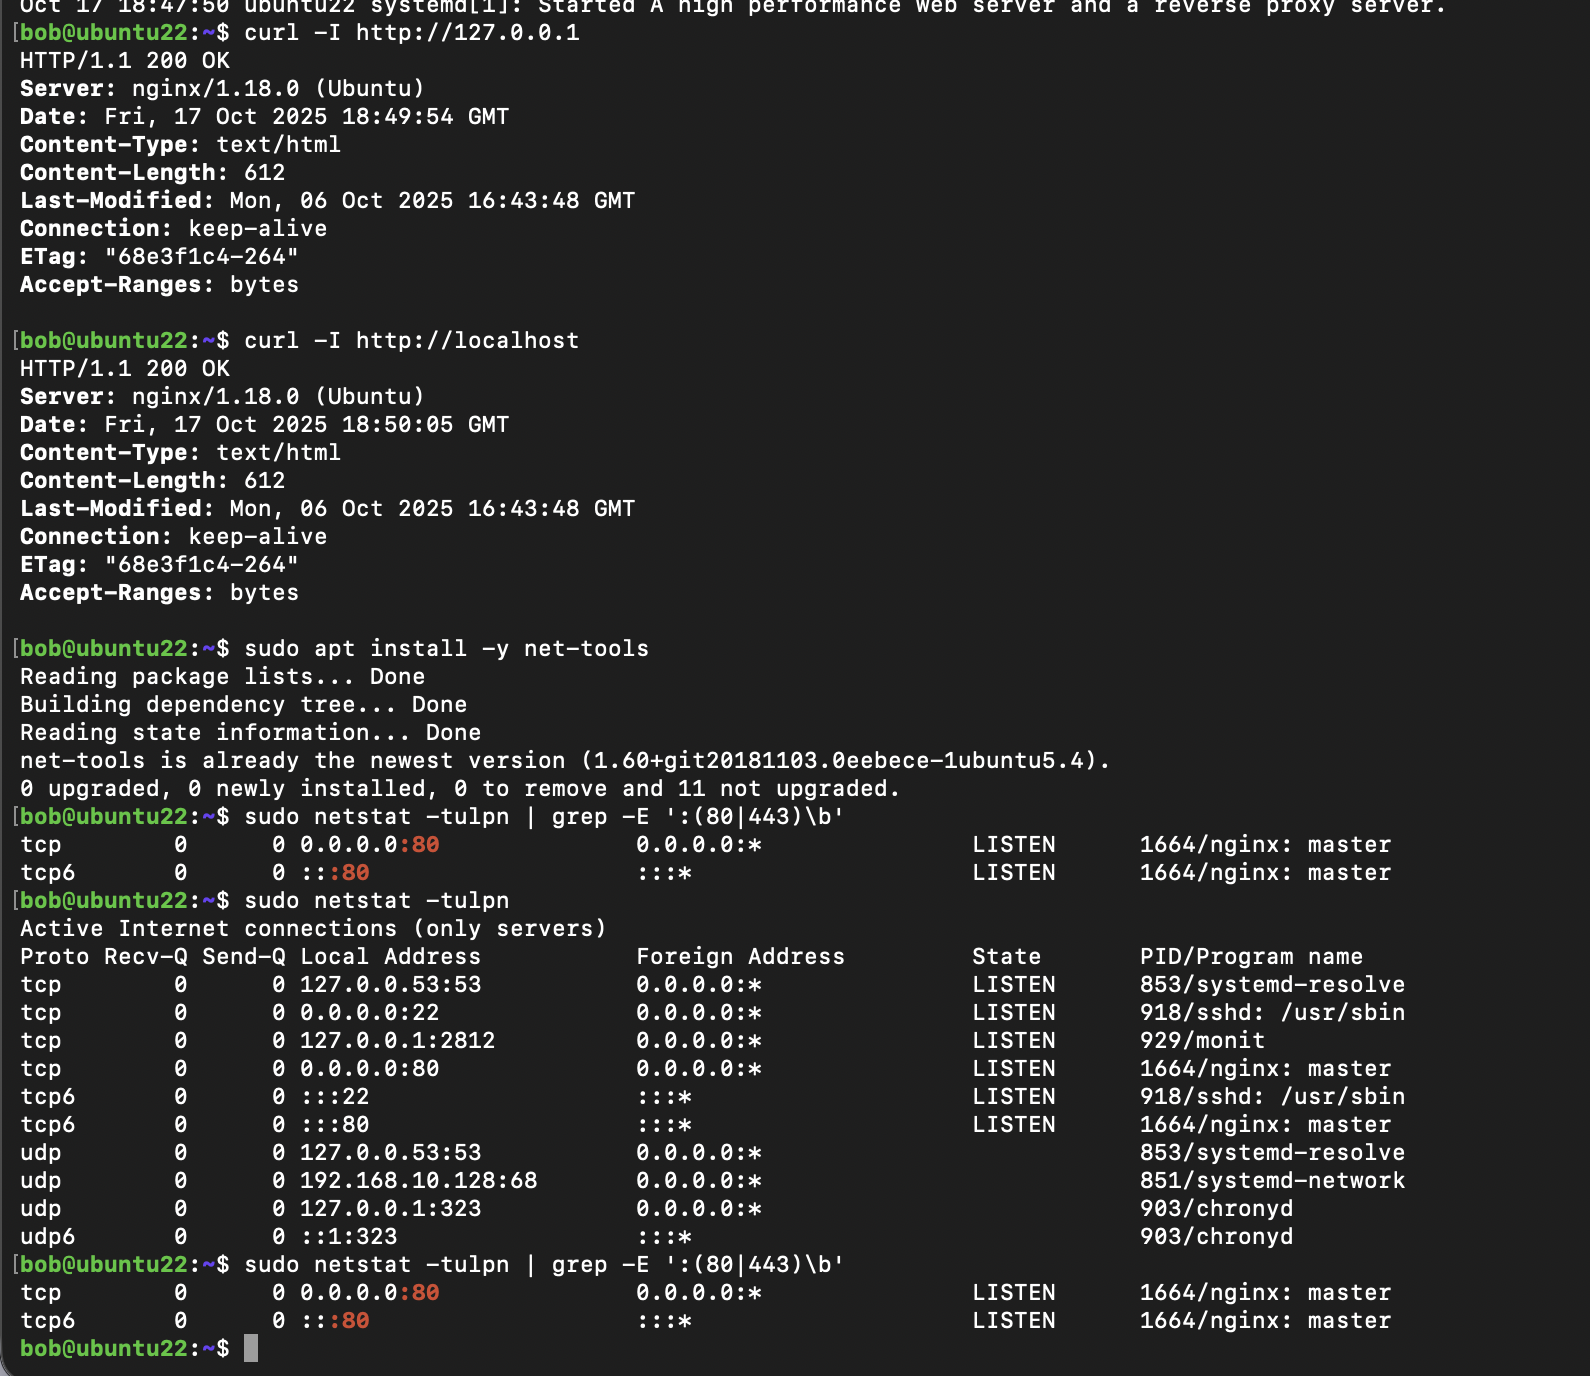 Oct 17 18:47:50 ubuntu22 systemd[1]: Started A high performance web server and a reverse proxy server.
[bob@ubuntu22:~$ curl -I http://127.0.0.1
HTTP/1.1 200 OK
Server: nginx/1.18.0 (Ubuntu)
Date: Fri, 17 Oct 2025 18:49:54 GMT
Content-Type: text/html
Content-Length: 612
Last-Modified: Mon, 06 Oct 2025 16:43:48 GMT
Connection: keep-alive
ETag: "68e3f1c4-264"
Accept-Ranges: bytes

[bob@ubuntu22:~$ curl -I http://localhost
HTTP/1.1 200 OK
Server: nginx/1.18.0 (Ubuntu)
Date: Fri, 17 Oct 2025 18:50:05 GMT
Content-Type: text/html
Content-Length: 612
Last-Modified: Mon, 06 Oct 2025 16:43:48 GMT
Connection: keep-alive
ETag: "68e3f1c4-264"
Accept-Ranges: bytes

[bob@ubuntu22:~$ sudo apt install -y net-tools
Reading package lists... Done
Building dependency tree... Done
Reading state information... Done
net-tools is already the newest version (1.60+git20181103.0eebece-1ubuntu5.4).
0 upgraded, 0 newly installed, 0 to remove and 11 not upgraded.
[bob@ubuntu22:~$ sudo netstat -tulpn | grep -E ':(80|443)\b'
tcp        0      0 0.0.0.0:80              0.0.0.0:*               LISTEN      1664/nginx: master
tcp6       0      0 :::80                   :::*                    LISTEN      1664/nginx: master
[bob@ubuntu22:~$ sudo netstat -tulpn
Active Internet connections (only servers)
Proto Recv-Q Send-Q Local Address           Foreign Address         State       PID/Program name
tcp        0      0 127.0.0.53:53           0.0.0.0:*               LISTEN      853/systemd-resolve
tcp        0      0 0.0.0.0:22              0.0.0.0:*               LISTEN      918/sshd: /usr/sbin
tcp        0      0 127.0.0.1:2812          0.0.0.0:*               LISTEN      929/monit
tcp        0      0 0.0.0.0:80              0.0.0.0:*               LISTEN      1664/nginx: master
tcp6       0      0 :::22                   :::*                    LISTEN      918/sshd: /usr/sbin
tcp6       0      0 :::80                   :::*                    LISTEN      1664/nginx: master
udp        0      0 127.0.0.53:53           0.0.0.0:*                           853/systemd-resolve
udp        0      0 192.168.10.128:68       0.0.0.0:*                           851/systemd-network
udp        0      0 127.0.0.1:323           0.0.0.0:*                           903/chronyd
udp6       0      0 ::1:323                 :::*                                903/chronyd
[bob@ubuntu22:~$ sudo netstat -tulpn | grep -E ':(80|443)\b'
tcp        0      0 0.0.0.0:80              0.0.0.0:*               LISTEN      1664/nginx: master
tcp6       0      0 :::80                   :::*                    LISTEN      1664/nginx: master
bob@ubuntu22:~$